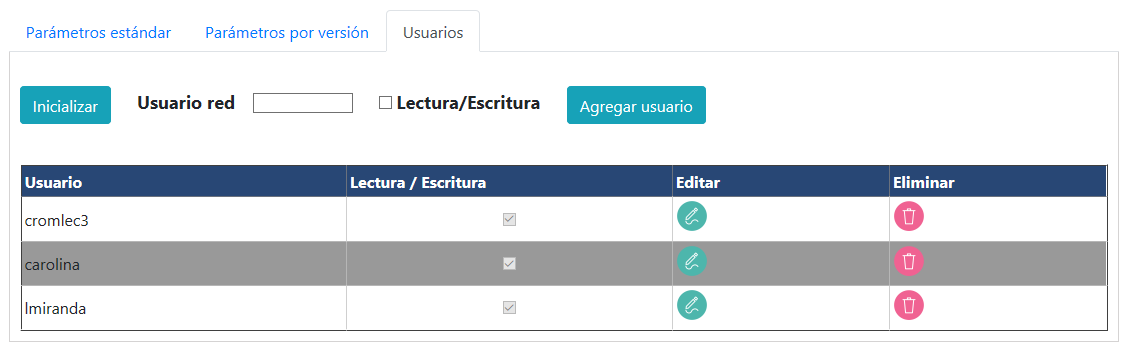 Parámetros estándar Parámetros por versión Usuarios
Inicializar Usuario red Lectura/Escritura Agregar usuario
Usuario Lectura / Escritura Editar Eliminar
cromlec3
carolina
lmiranda